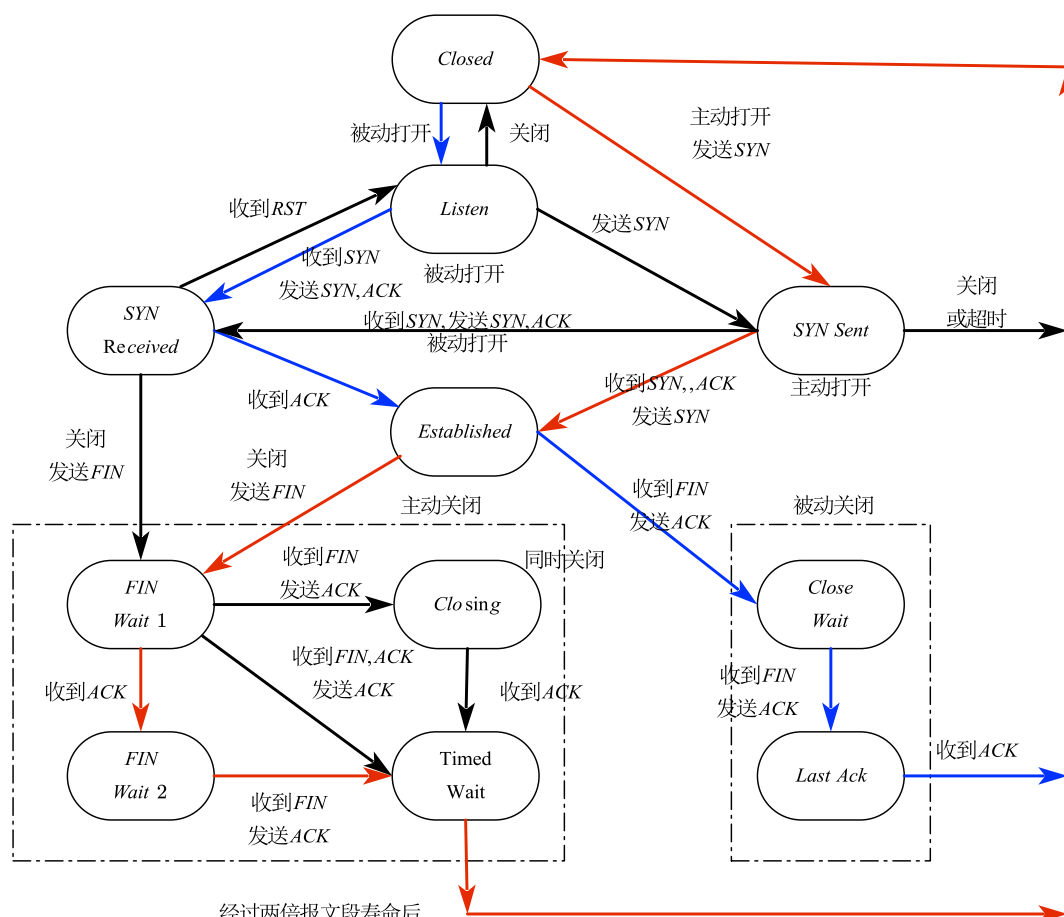 Closed
被动打开
关闭
主动打开
发送SYN
收到RST
Listen
发送SYN
收到SYN
发送SYN,ACK
被动打开
SYN
Received
收到SYN,发送SYN,ACK
被动打开
SYN Sent
主动打开
关闭
或超时
收到ACK
Established
收到SYN,,ACK
发送SYN
关闭
发送FIN
关闭
发送FIN
主动关闭
收到FIN
发送ACK
被动关闭
FIN
Wait 1
收到FIN
发送ACK
Closing
同时关闭
Close
Wait
收到ACK
收到FIN,ACK
发送ACK
收到ACK
收到FIN
发送ACK
FIN
Wait 2
收到FIN
发送ACK
Timed
Wait
Last Ack
收到ACK
经过两倍报文段寿命后